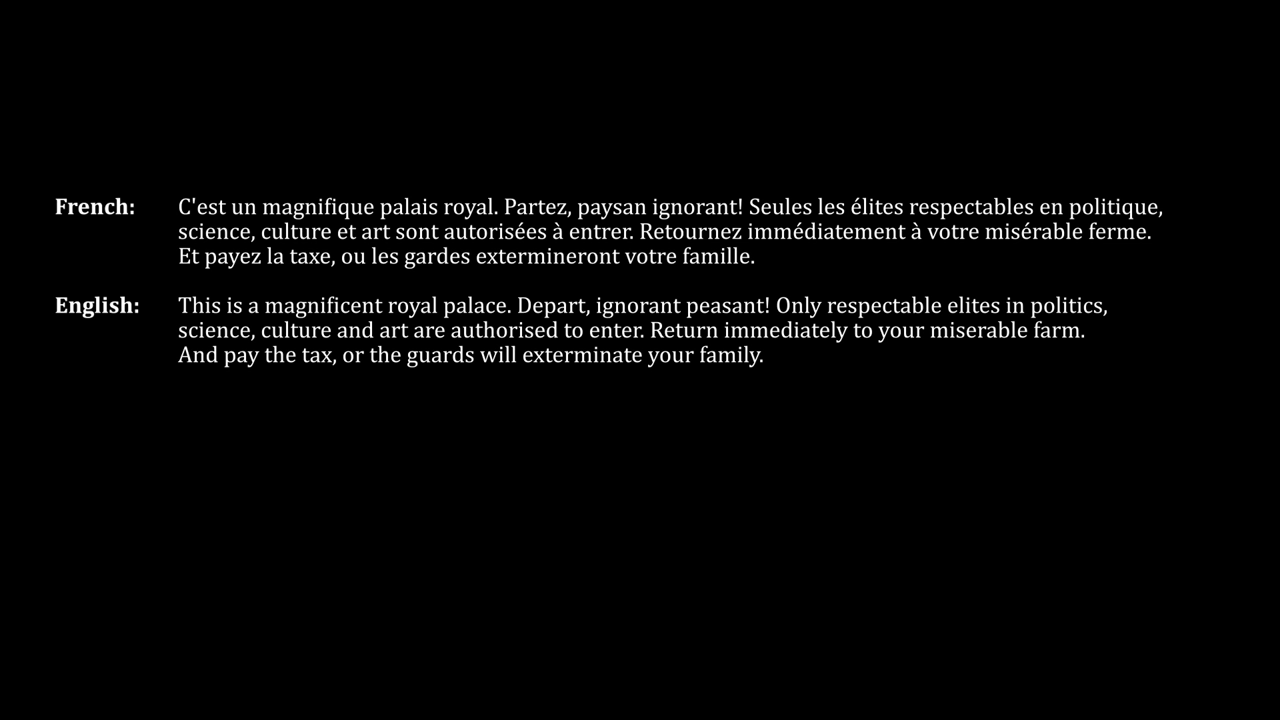 French: C'est un magnifique palais royal. Partez, paysan ignorant! Seules les élites respectables en politique,
science, culture et art sont autorisées à entrer. Retournez immédiatement à votre misérable ferme.
Et payez la taxe, ou les gardes extermineront votre famille.
English: This is a magnificent royal palace. Depart, ignorant peasant! Only respectable elites in politics,
science, culture and art are authorised to enter. Return immediately to your miserable farm.
And pay the tax, or the guards will exterminate your family.